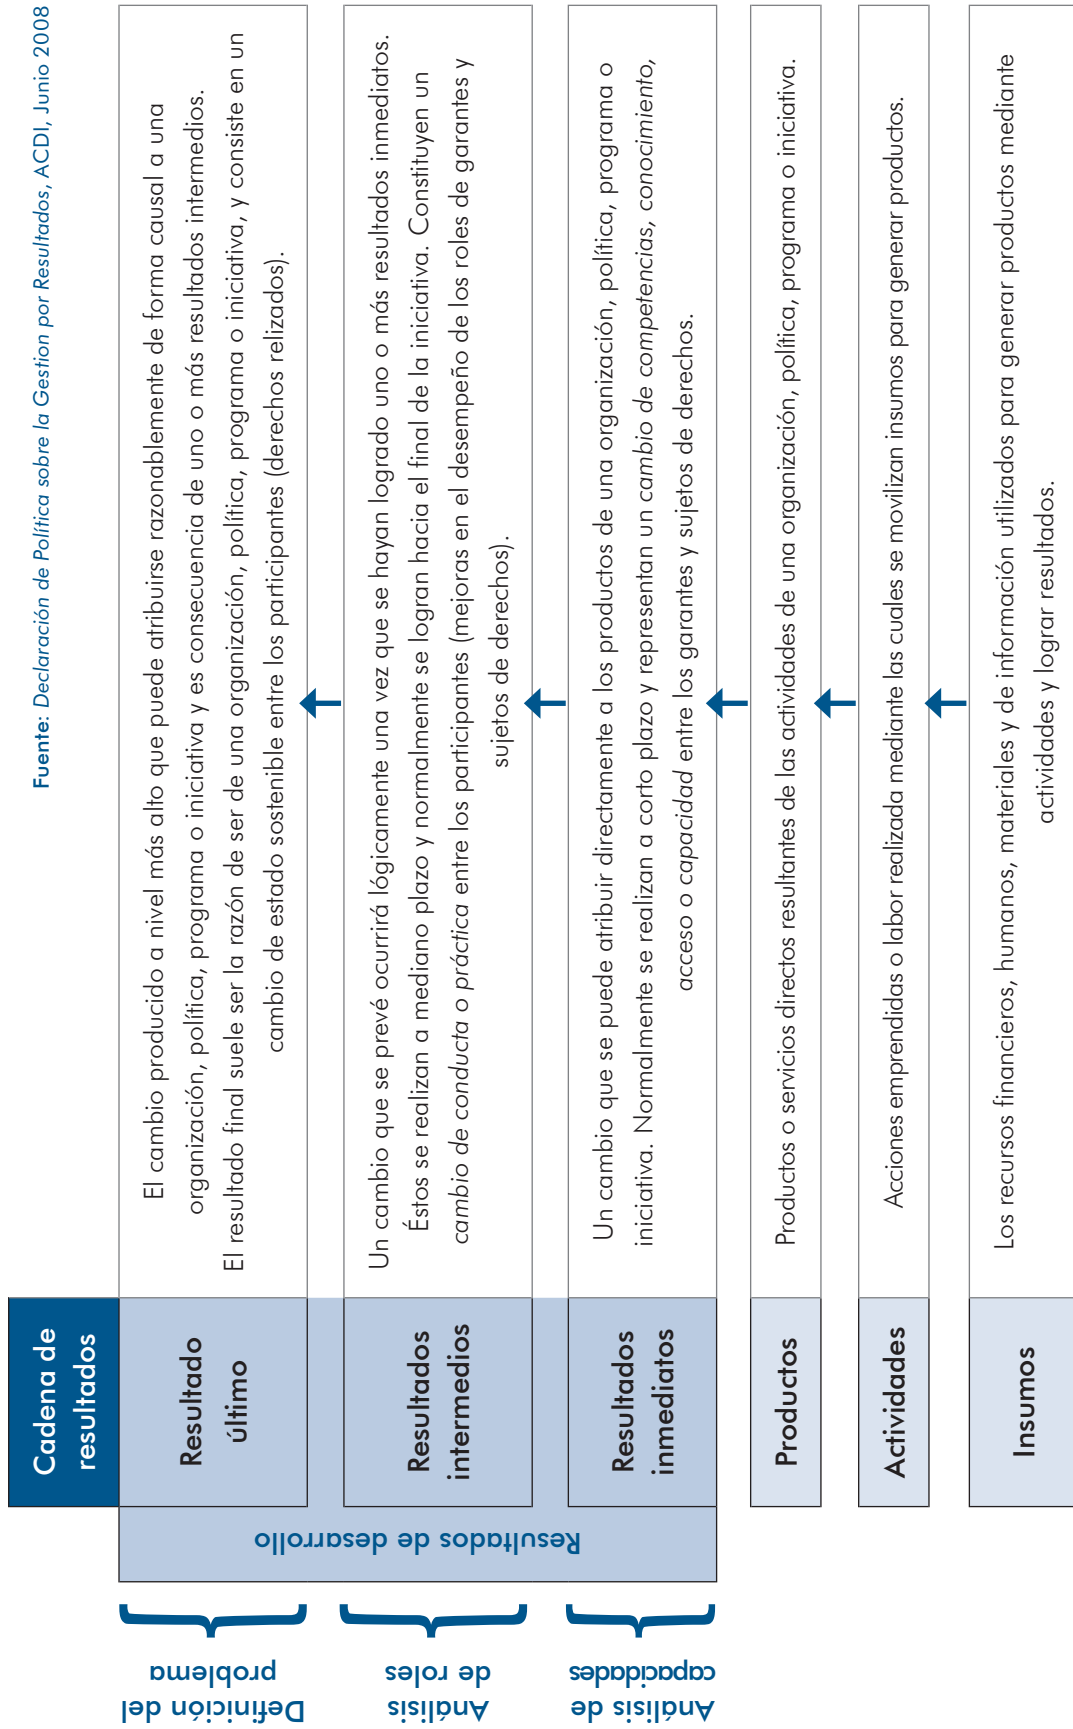 Fuente: Declaración de Política sobre la Gestion por Resultados, ACDI, Junio 2008
Cadena de
resultados
Definición del
problema
Análisis
de roles
Análisis de
capacidades
Resultados de desarrollo
Resultado
último
El cambio producido a nivel más alto que puede atribuirse razonablemente de forma causal a una
organización, política, programa o iniciativa y es consecuencia de uno o más resultados intermedios.
El resultado final suele ser la razón de ser de una organización, política, programa o iniciativa, y consiste en un
cambio de estado sostenible entre los participantes (derechos relizados).
Resultados
intermedios
Un cambio que se prevé ocurrirá lógicamente una vez que se hayan logrado uno o más resultados inmediatos.
Éstos se realizan a mediano plazo y normalmente se logran hacia el final de la iniciativa. Constituyen un
cambio de conducta o práctica entre los participantes (mejoras en el desempeño de los roles de garantes y
sujetos de derechos).
Resultados
inmediatos
Un cambio que se puede atribuir directamente a los productos de una organización, política, programa o
iniciativa. Normalmente se realizan a corto plazo y representan un cambio de competencias, conocimiento,
acceso o capacidad entre los garantes y sujetos de derechos.
Productos
Productos o servicios directos resultantes de las actividades de una organización, política, programa o iniciativa.
Actividades
Acciones emprendidas o labor realizada mediante las cuales se movilizan insumos para generar productos.
Insumos
Los recursos financieros, humanos, materiales y de información utilizados para generar productos mediante
actividades y lograr resultados.